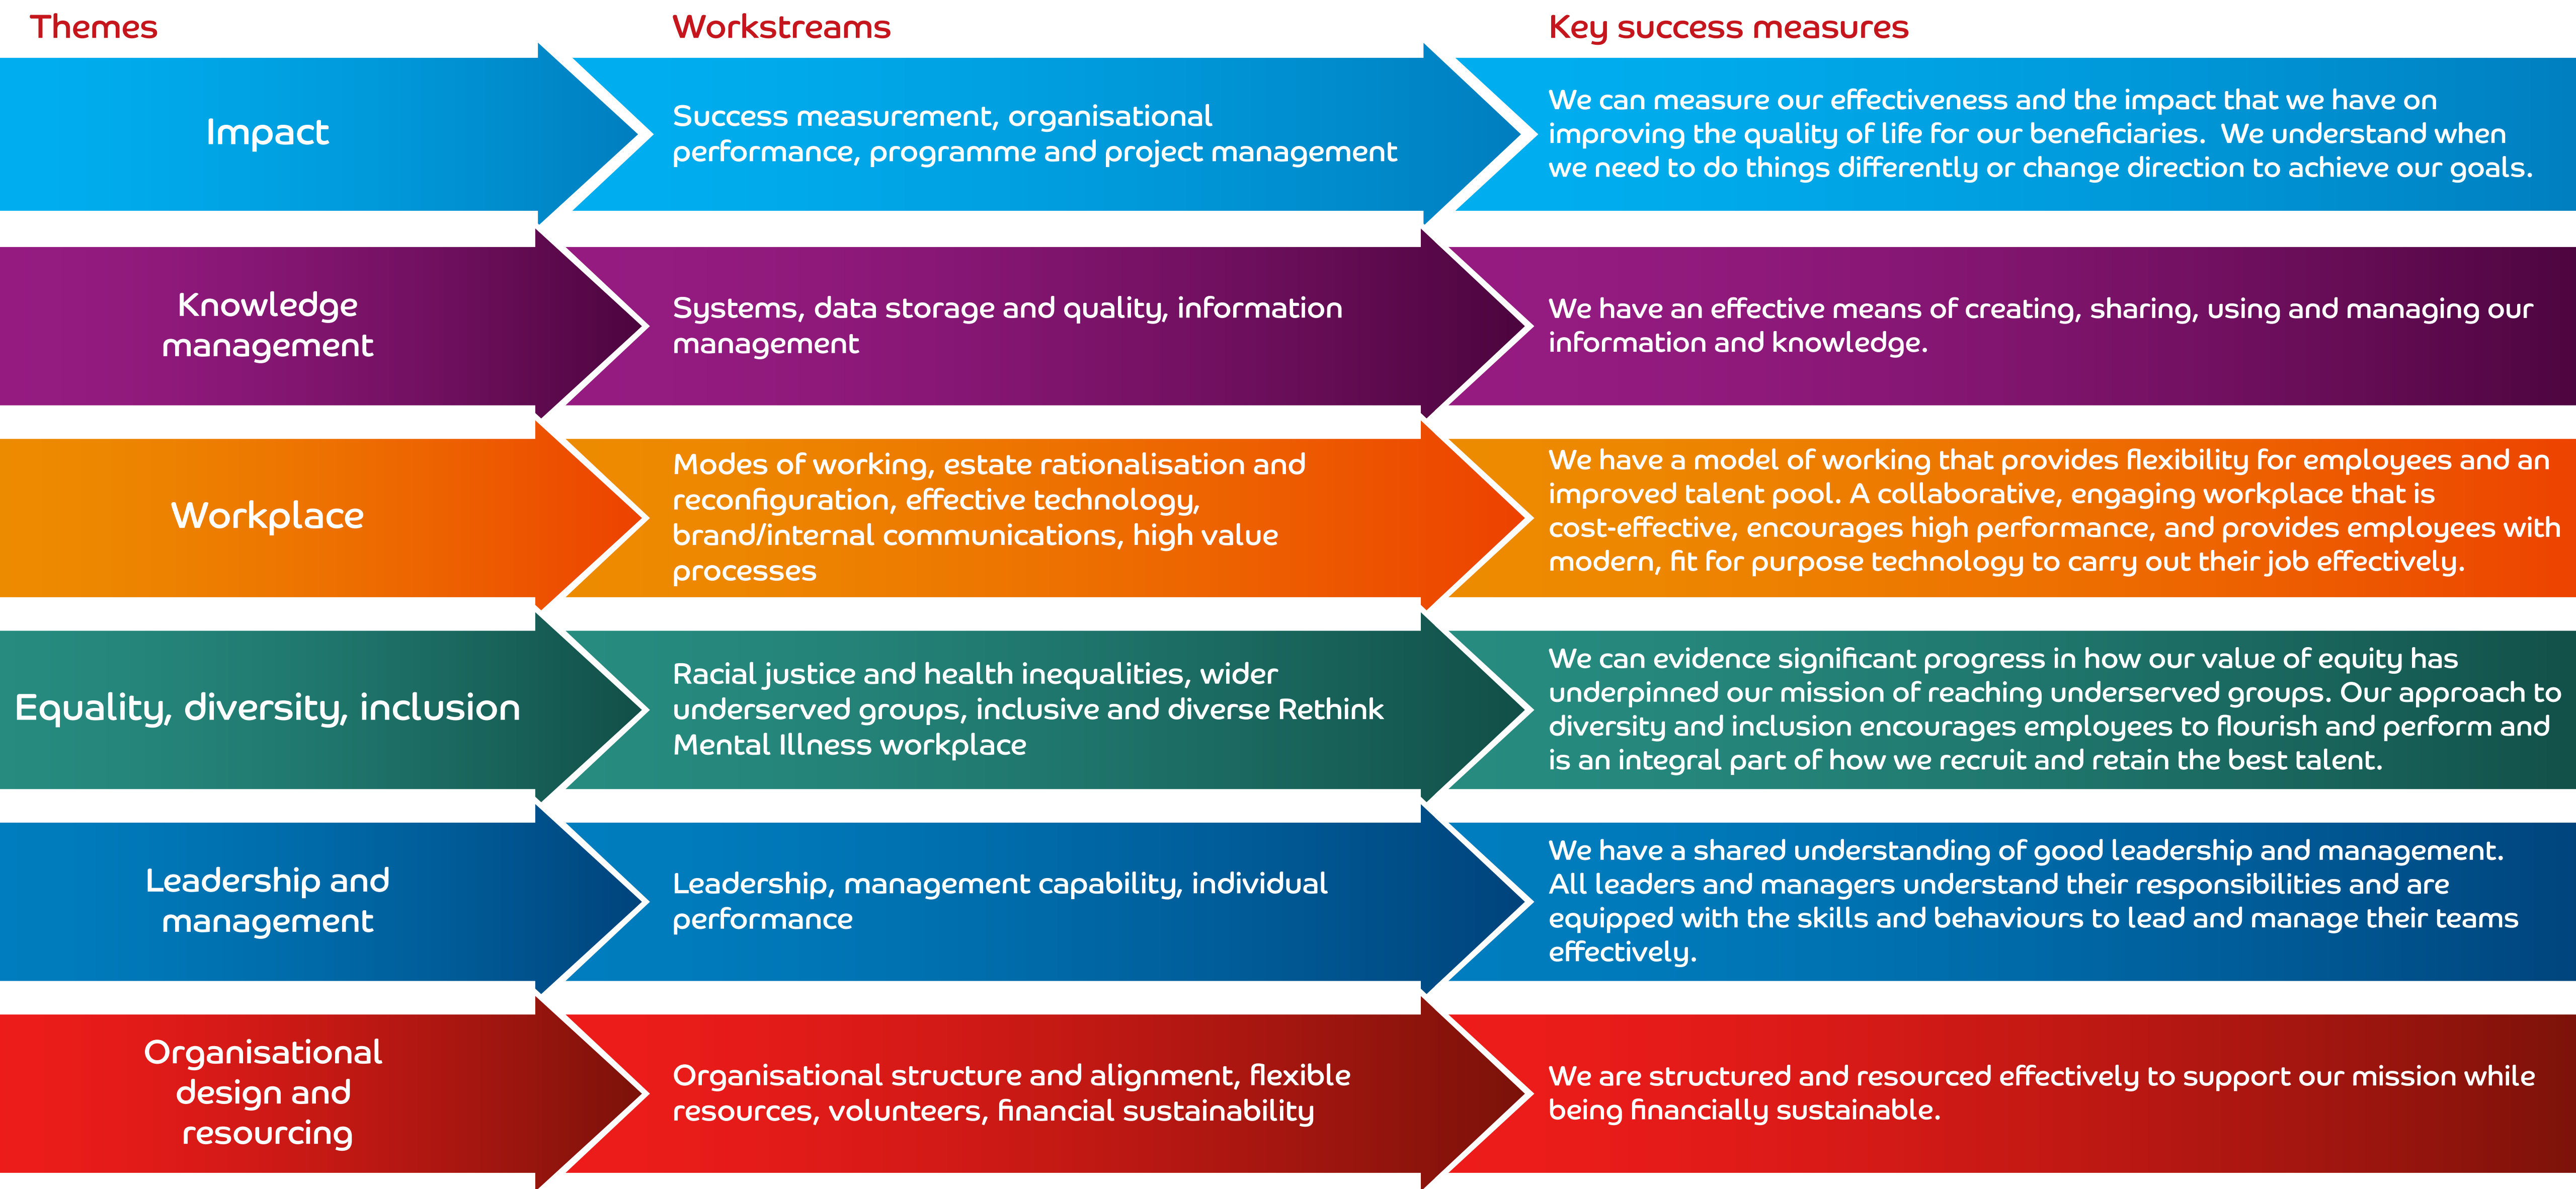 Themes
Workstreams
Key success measures
Impact
Success measurement, organisational
performance, programme and project management
We can measure our effectiveness and the impact that we have on
improving the quality of life for our beneficiaries.  We understand when
we need to do things differently or change direction to achieve our goals.
Knowledge
management
Systems, data storage and quality, information
management
We have an effective means of creating, sharing, using and managing our
information and knowledge.
Workplace
Modes of working, estate rationalisation and
reconfiguration, effective technology,
brand/internal communications, high value
processes
We have a model of working that provides flexibility for employees and an
improved talent pool. A collaborative, engaging workplace that is
cost-effective, encourages high performance, and provides employees with
modern, fit for purpose technology to carry out their job effectively.
Equality, diversity, inclusion
Racial justice and health inequalities, wider
underserved groups, inclusive and diverse Rethink
Mental Illness workplace
We can evidence significant progress in how our value of equity has
underpinned our mission of reaching underserved groups. Our approach to
diversity and inclusion encourages employees to flourish and perform and
is an integral part of how we recruit and retain the best talent.
Leadership and
management
Leadership, management capability, individual
performance
We have a shared understanding of good leadership and management.
All leaders and managers understand their responsibilities and are
equipped with the skills and behaviours to lead and manage their teams
effectively.
Organisational
design and
resourcing
Organisational structure and alignment, flexible
resources, volunteers, financial sustainability
We are structured and resourced effectively to support our mission while
being financially sustainable.